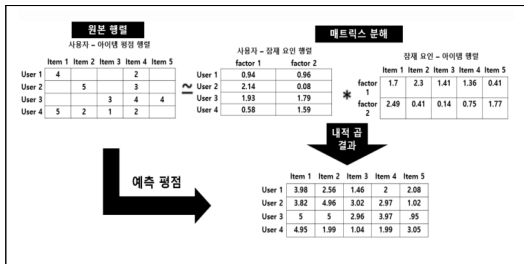 원본 행렬
사용자 – 아이템 평점 행렬
Item 1 Item 2 Item 3 Item 4 Item 5
User 1 4 2
User 2 5 3
User 3 3 4 4
User 4 5 2 1 2
≃
매트릭스 분해
사용자 – 잠재 요인 행렬
factor 1 factor 2
User 1 0.94 0.96
User 2 2.14 0.08
User 3 1.93 1.79
User 4 0.58 1.59
*
잠재 요인 – 아이템 행렬
Item 1 Item 2 Item 3 Item 4 Item 5
factor 1 1.7 2.3 1.41 1.36 0.41
factor 2 2.49 0.41 0.14 0.75 1.77
내적 곱
결과
예측 평점
Item 1 Item 2 Item 3 Item 4 Item 5
User 1 3.98 2.56 1.46 2 2.08
User 2 3.82 4.96 3.02 2.97 1.02
User 3 5 5 2.96 3.97 .95
User 4 4.95 1.99 1.04 1.99 3.05